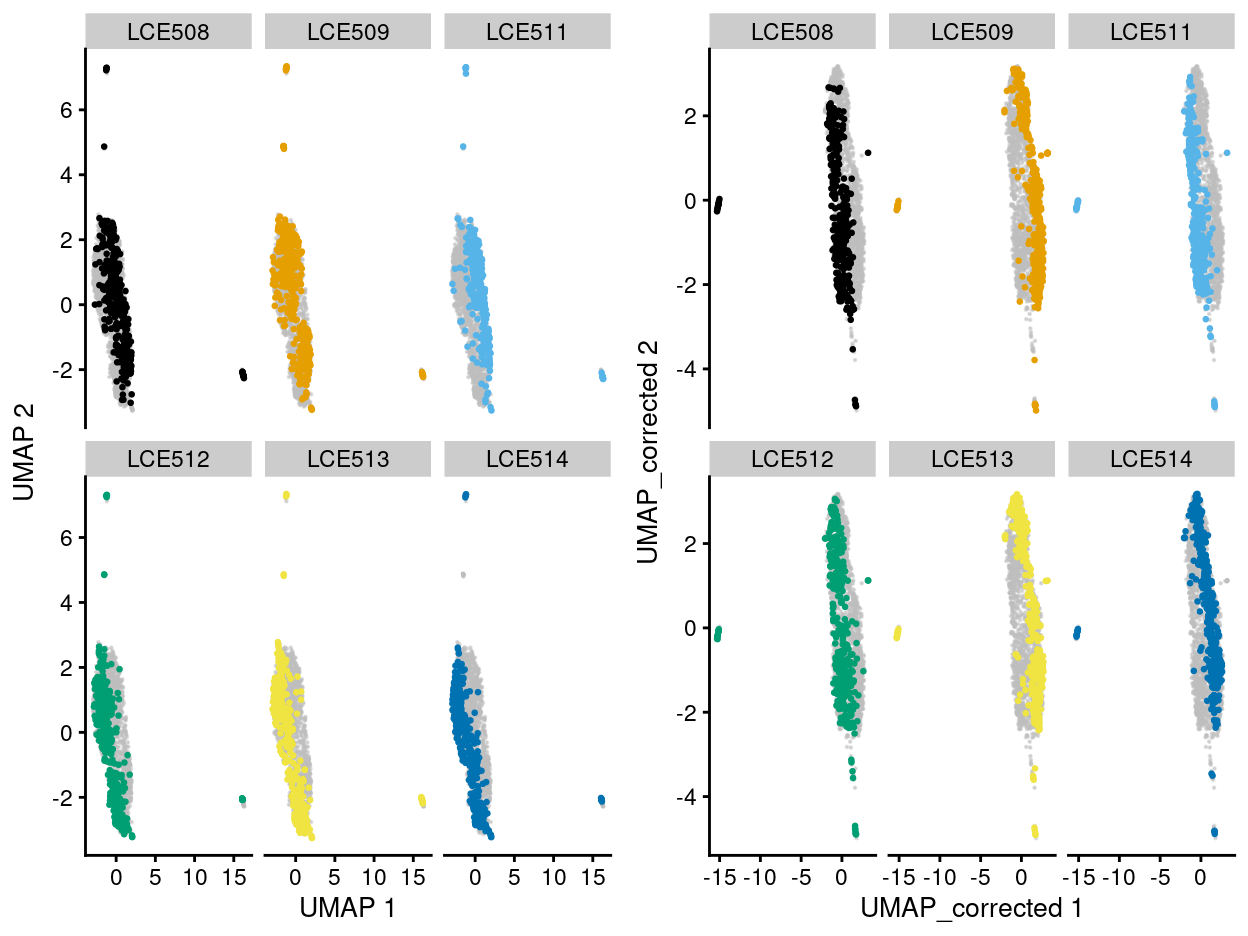 LCE508 LCE509 LCE511
6
4
2
0
-2
LCE512 LCE513 LCE514
6
4
2
0
-2
0 5 10 15 0 5 10 15 0 5 10 15
UMAP 1
UMAP 2
LCE508 LCE509 LCE511
2
0
-2
-4
LCE512 LCE513 LCE514
2
0
-2
-4
-15 -10 -5 0 -15 -10 -5 0 -15 -10 -5 0
UMAP_corrected 1
UMAP_corrected 2